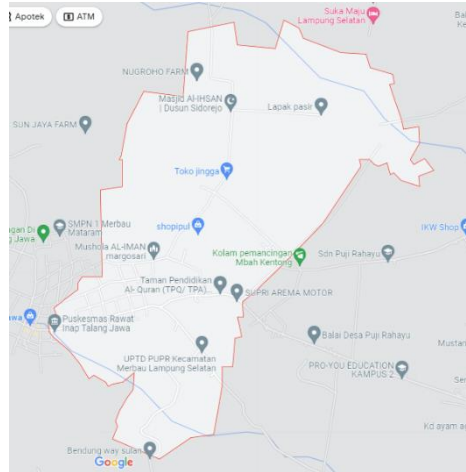 Apotek
ATM
Suka Maju
Lampung Selatan
NUGROHO FARM
Masjid Al-IHSAN
| Dusun Sidorejo
Lapak pasir
SUN JAYA FARM
Toko jingga
SMPN 1 Merbau
Mataram
shopipul
IKW Shop
Mushola AL-IMAN
margosari
Kolam pemancingan
Mbah Kentong
Sdn Puji Rahayu
Taman Pendidikan
Al- Quran (TPQ/ TPA)...
SUPRI AREMA MOTOR
Puskesmas Rawat
Inap Talang Jawa
Balai Desa Puji Rahayu
UPTD PUPR Kecamatan
Merbau Lampung Selatan
PRO-YOU EDUCATION
KAMPUS 2
Kd ayam
Bendung way sulan
Google